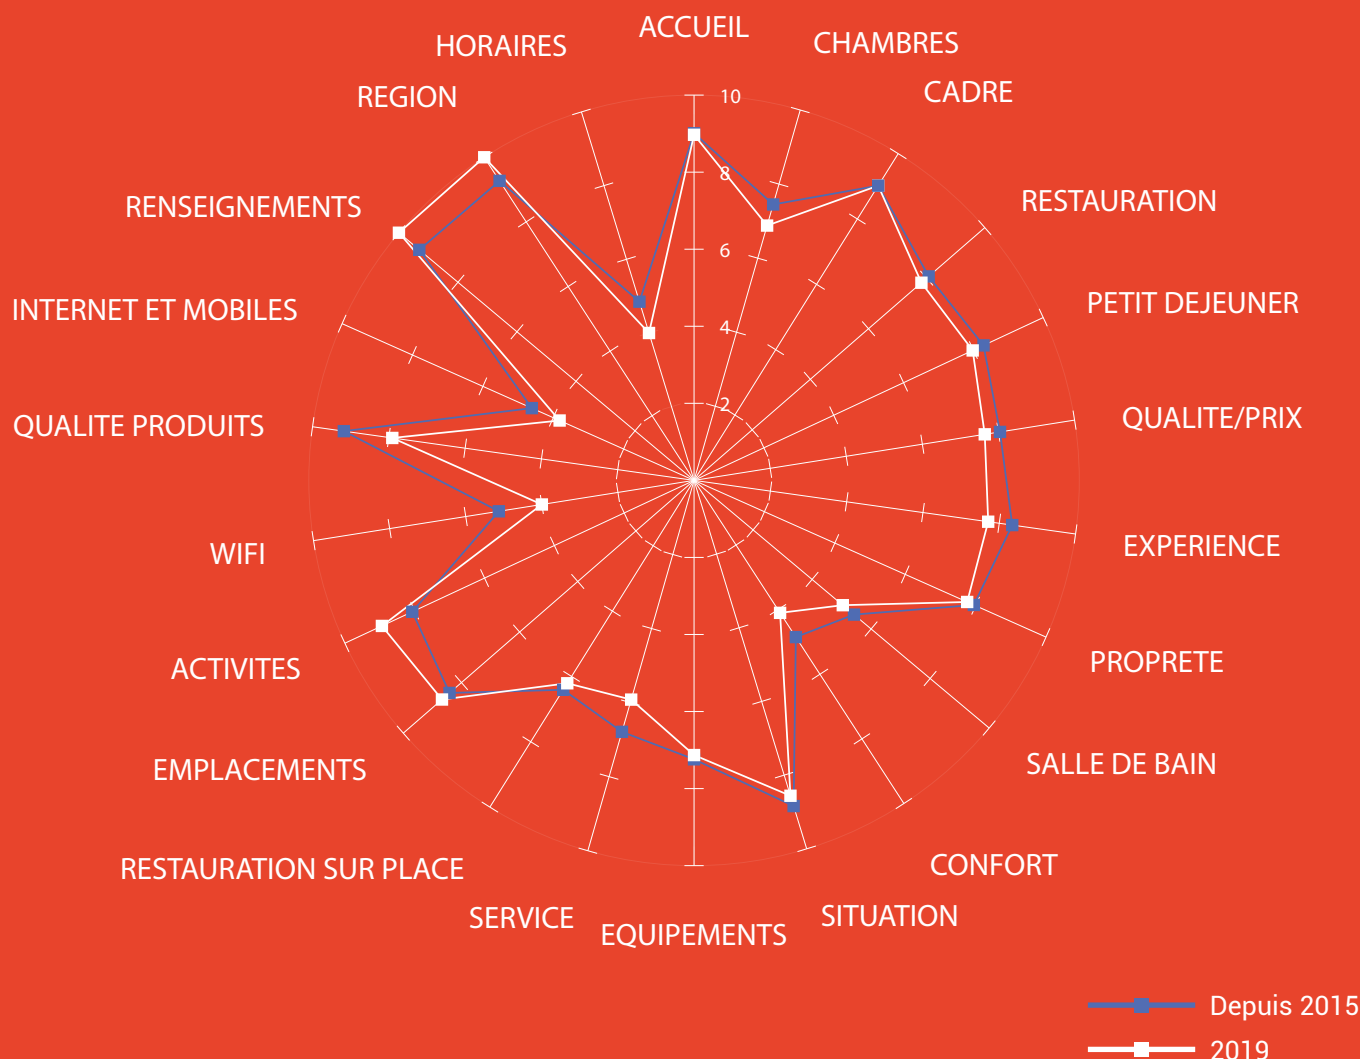 ACCUEIL
HORAIRES
CHAMBRES
REGION
CADRE
10
8
RENSEIGNEMENTS
RESTAURATION
6
INTERNET ET MOBILES
PETIT DEJEUNER
4
QUALITE PRODUITS
QUALITE/PRIX
2
WIFI
EXPERIENCE
ACTIVITES
PROPRETE
EMPLACEMENTS
SALLE DE BAIN
RESTAURATION SUR PLACE
CONFORT
SERVICE
SITUATION
EQUIPEMENTS
Depuis 2015
2019